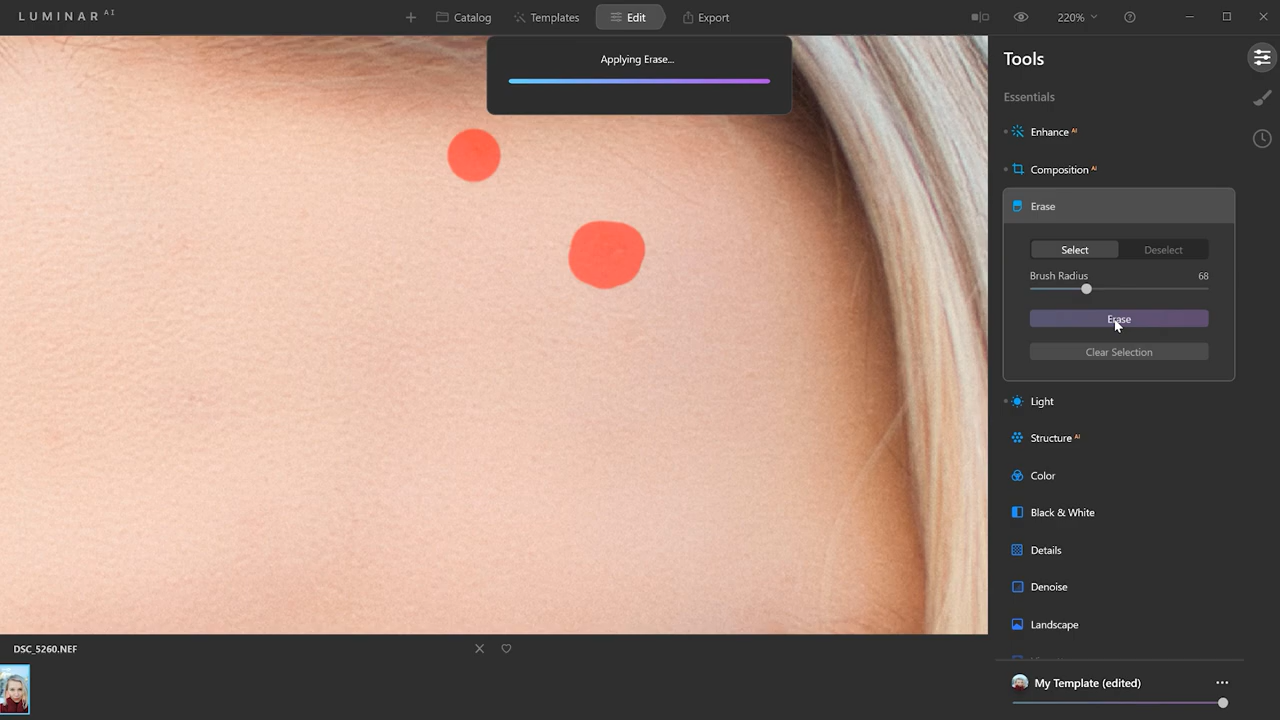 LUMINAR AI
Catalog
Templates
Edit
Export
220%
Applying Erase...
Tools
Essentials
Enhance AI
Composition AI
Erase
Select
Deselect
Brush Radius 68
Erase
Clear Selection
Light
Structure AI
Color
Black & White
Details
Denoise
Landscape
DSC_5260.NEF
My Template (edited)